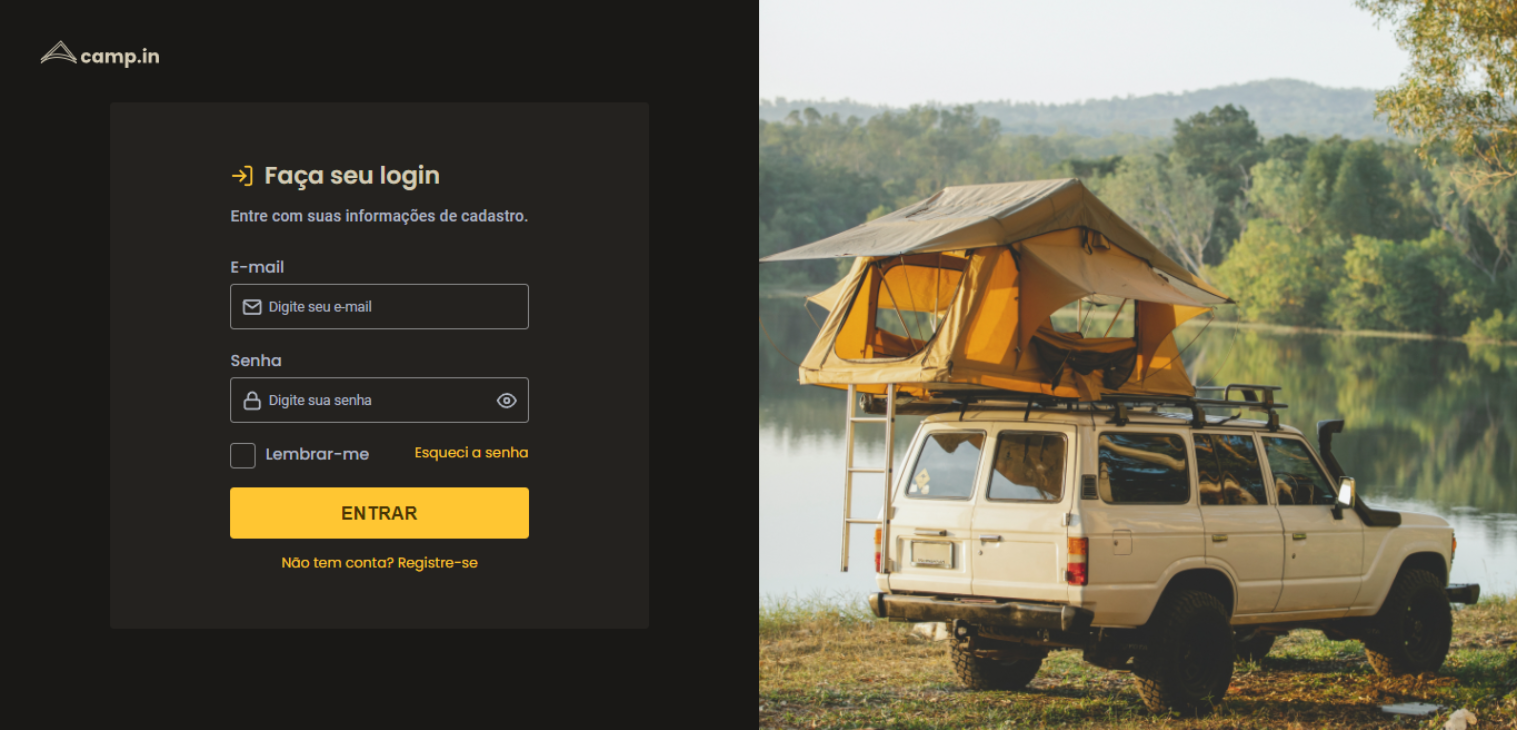 camp.in
Faça seu login
Entre com suas informações de cadastro.
E-mail
Digite seu e-mail
Senha
Digite sua senha
Lembrar-me Esqueci a senha
ENTRAR
Não tem conta? Registre-se